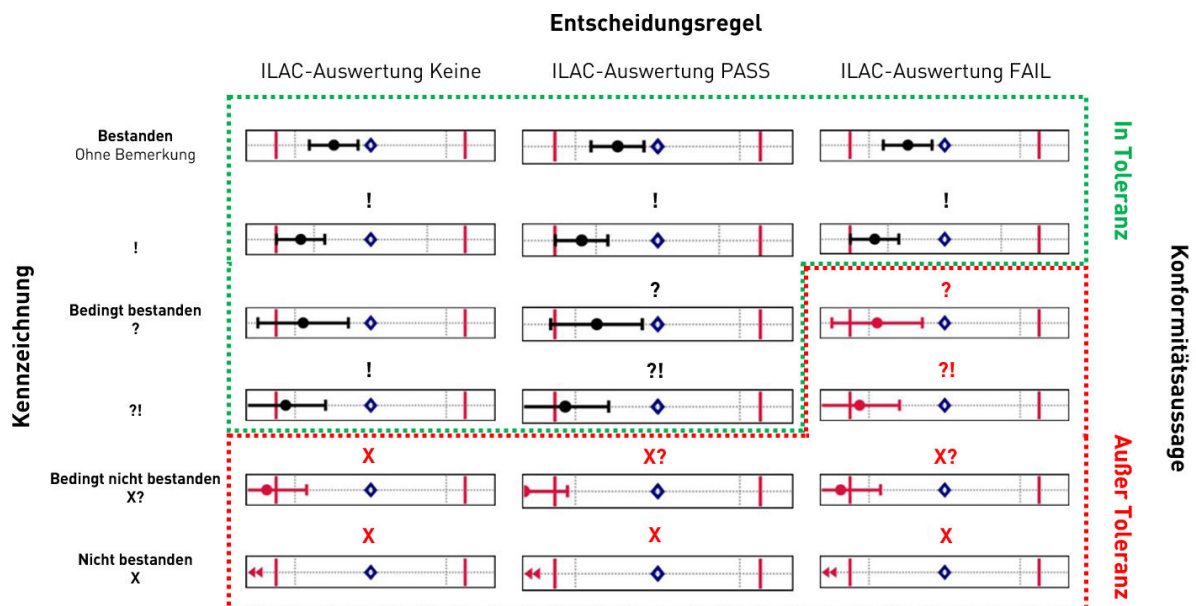 Entscheidungsregel
ILAC-Auswertung Keine
ILAC-Auswertung PASS
ILAC-Auswertung FAIL
Kennzeichnung
Konformitätsaussage
In Toleranz
Außer Toleranz
Bestanden
Ohne Bemerkung
! ! !
!
Bedingt bestanden
?
? ?
?!
! ?! ?!
Bedingt nicht bestanden
X?
X X? X?
Nicht bestanden
X
X X X